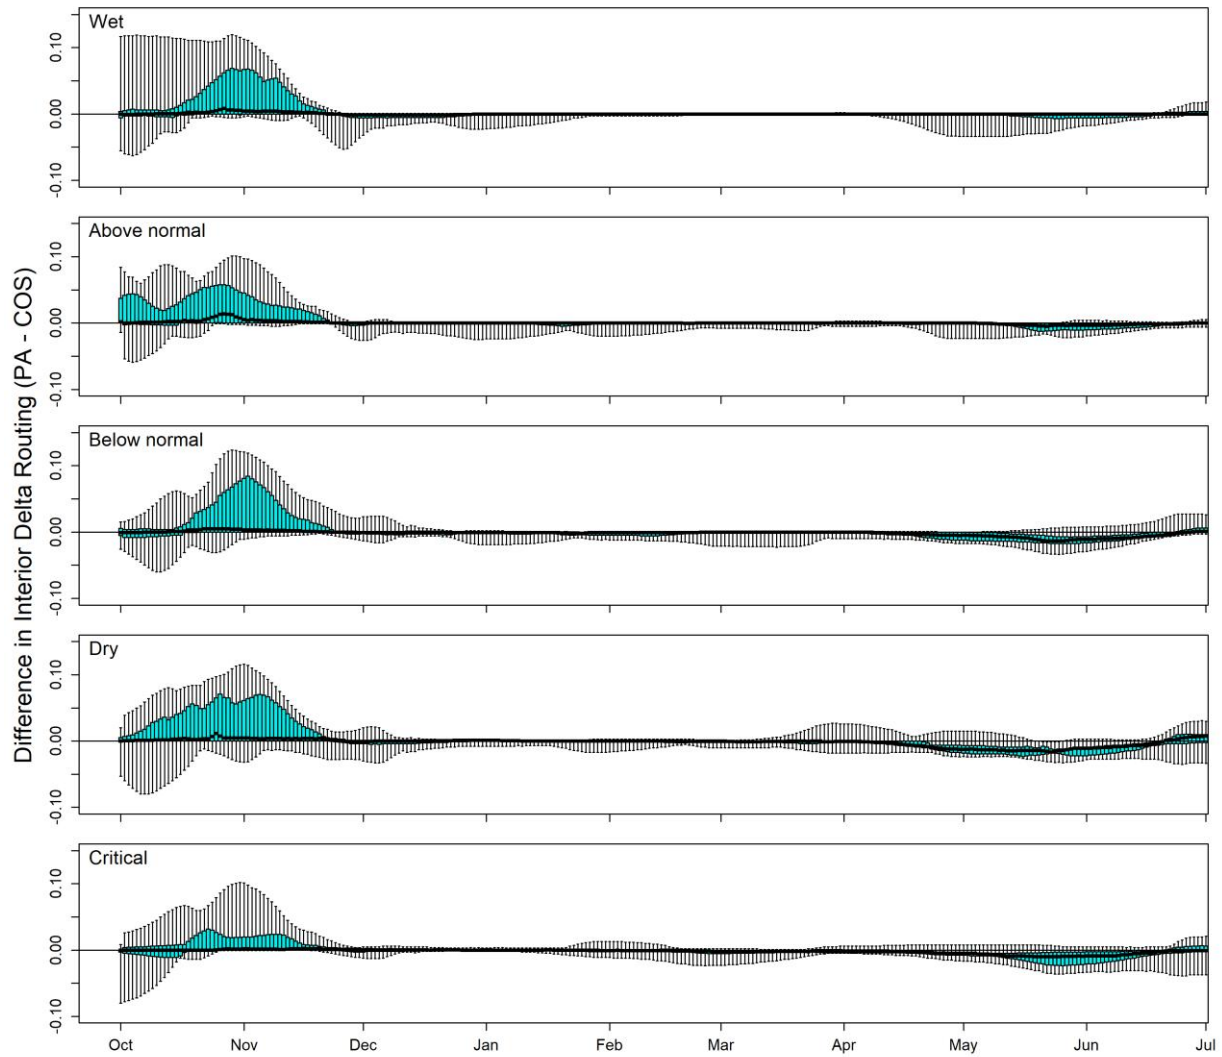 Difference in Interior Delta Routing (PA - COS)
Wet
0.10
0.00
-0.10
Above normal
0.10
0.00
-0.10
Below normal
0.10
0.00
-0.10
Dry
0.10
0.00
-0.10
Critical
0.10
0.00
-0.10
Oct Nov Dec Jan Feb Mar Apr May Jun Jul